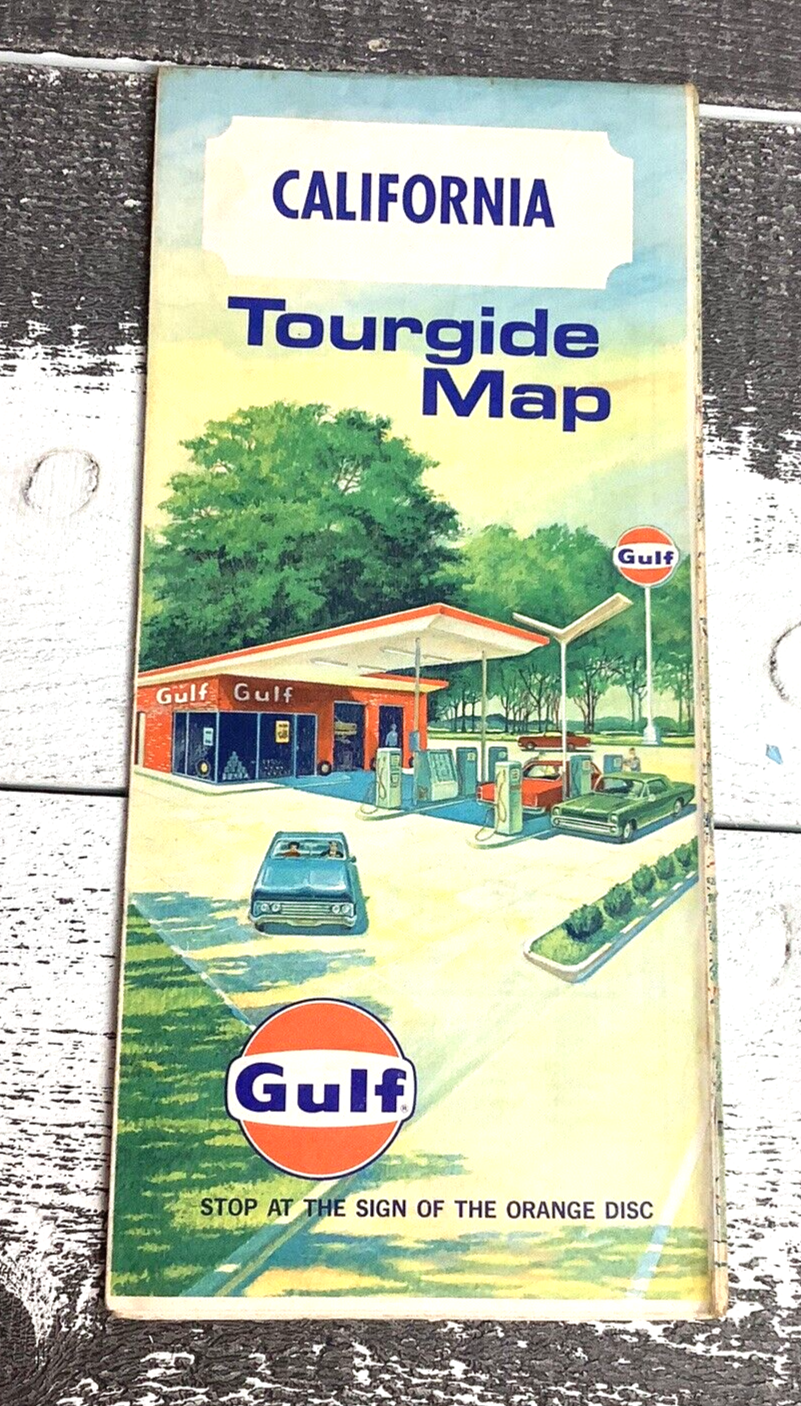 CALIFORNIA
Tourgide
Map
Gulf
Gulf Gulf
Gulf®
STOP AT THE SIGN OF THE ORANGE DISC